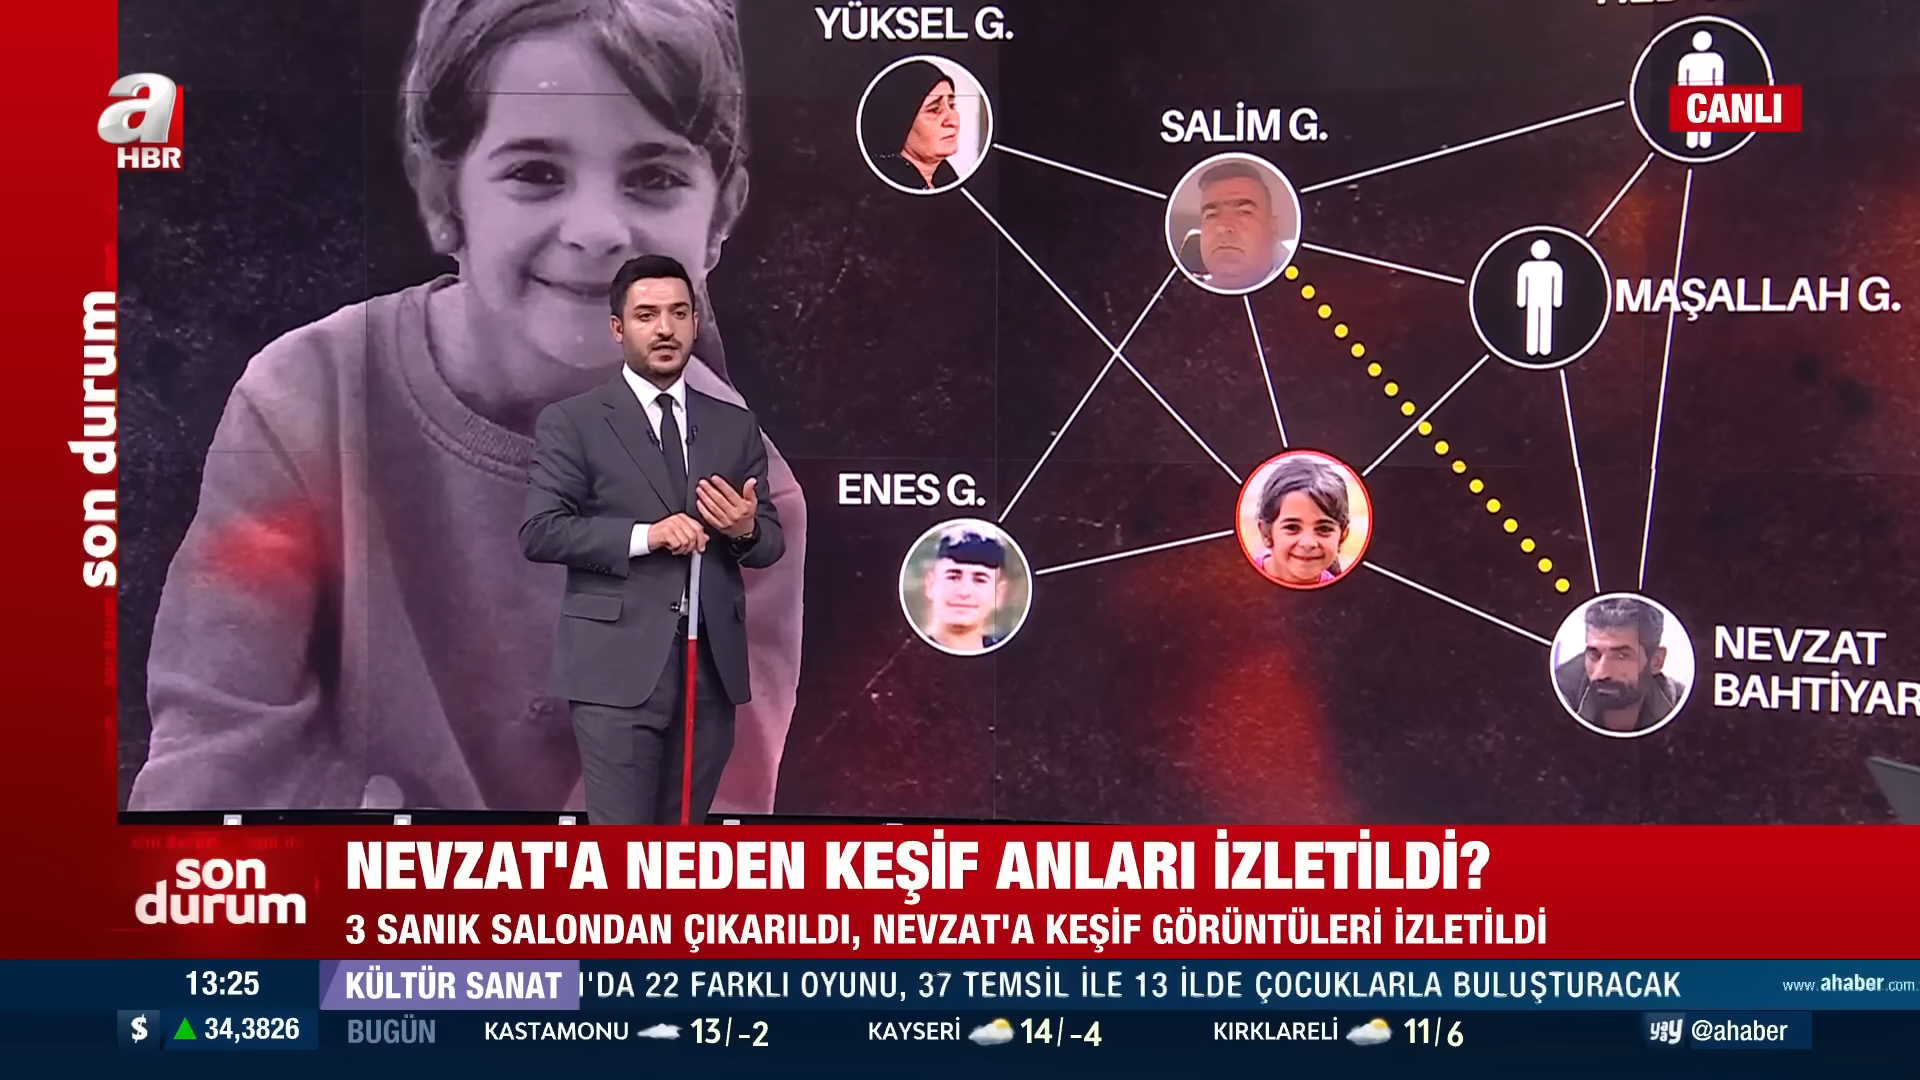 YÜKSEL G.
a
HBR
SALİM G.
CANLI
MAŞALLAH G.
son durum
ENES G.
NEVZAT
BAHTİYAR
son
durum
NEVZAT'A NEDEN KEŞİF ANLARI İZLETİLDİ?
3 SANIK SALONDAN ÇIKARILDI, NEVZAT'A KEŞİF GÖRÜNTÜLERİ İZLETİLDİ
13:25
KÜLTÜR SANAT
I'DA 22 FARKLI OYUNU, 37 TEMSİL İLE 13 İLDE ÇOCUKLARLA BULUŞTURACAK
www.ahaber.com.
$ ▲ 34,3826
BUGÜN
KASTAMONU 13/-2
KAYSERİ 14/-4
KIRKLARELİ 11/6
yaay @ahaber